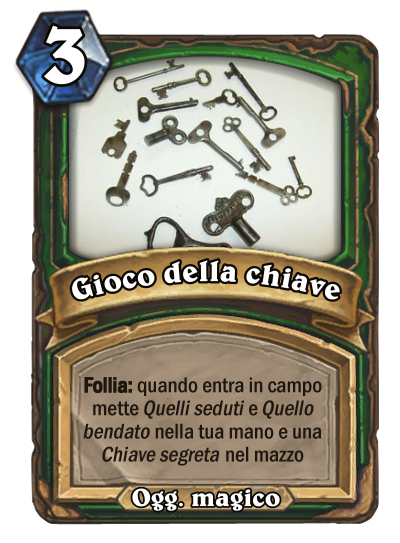 3
Gioco della chiave
Follia: quando entra in campo
mette Quelli seduti e Quello
bendato nella tua mano e una
Chiave segreta nel mazzo
Ogg. magico